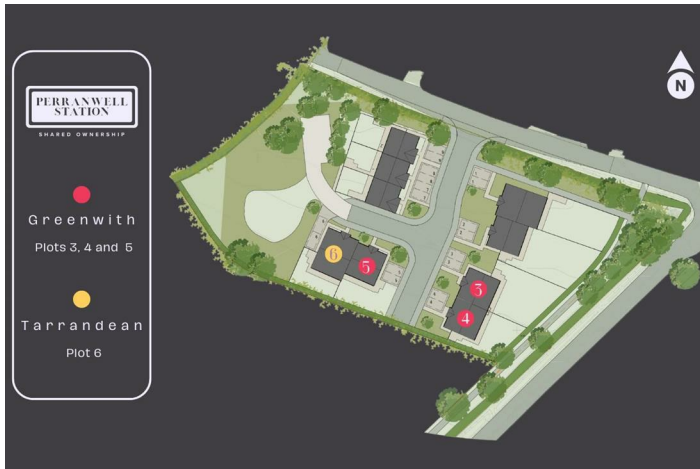 PERRANWELL
STATION
SHARED OWNERSHIP
Greenwith
Plots 3, 4 and 5
Tarrandean
Plot 6
N
6
5
3
4